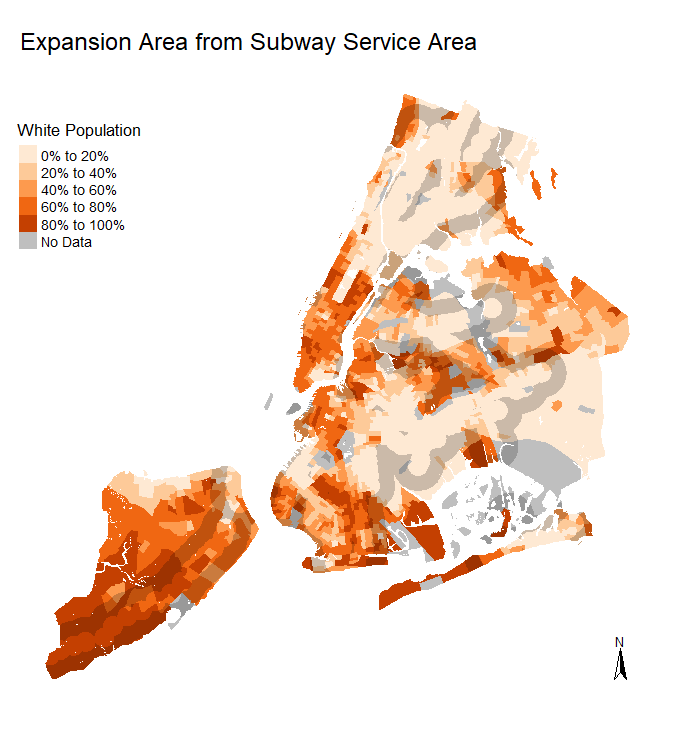 Expansion Area from Subway Service Area
White Population
0% to 20%
20% to 40%
40% to 60%
60% to 80%
80% to 100%
No Data
N